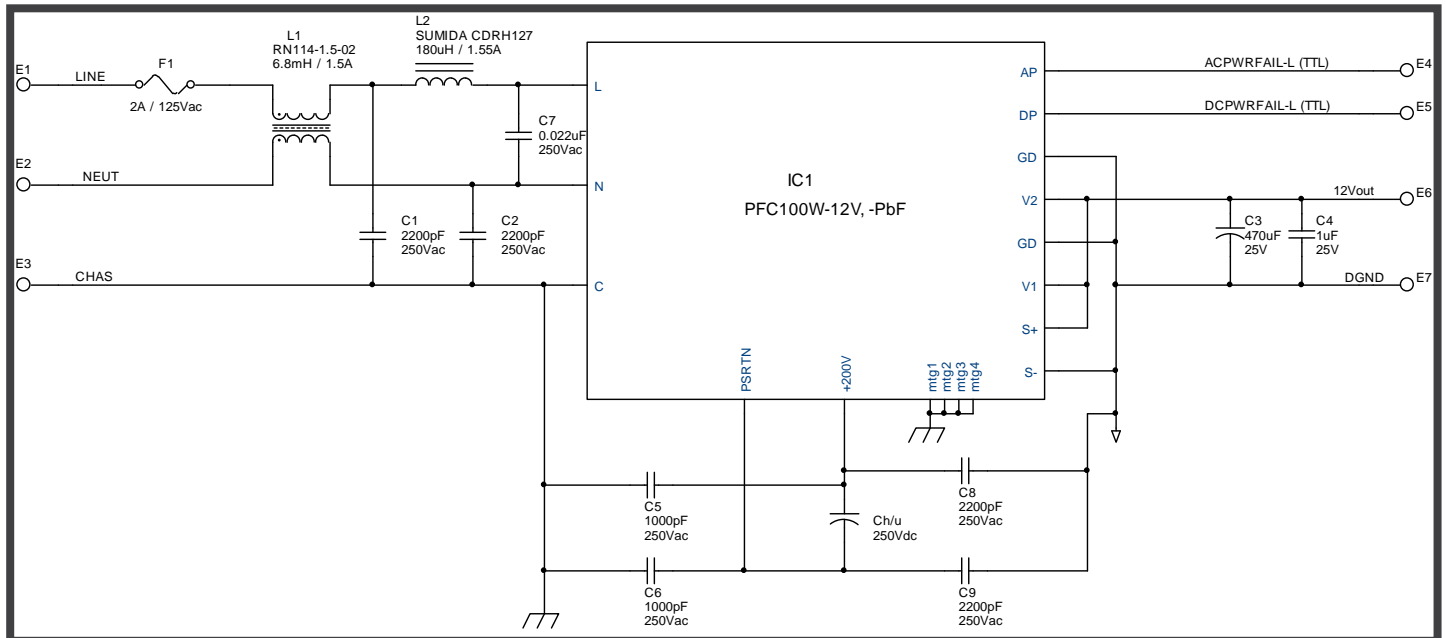 L1
RN114-1.5-02
6.8mH / 1.5A
L2
SUMIDA CDRH127
180uH / 1.55A
E1
LINE
F1
2A / 125Vac
E2
NEUT
E3
CHAS
C1
2200pF
250Vac
C2
2200pF
250Vac
C7
0.022uF
250Vac
L
N
C
IC1
PFC100W-12V, -PbF
AP
DP
GD
V2
GD
V1
S+
S-
PSRTN
+200V
mtg1
mtg2
mtg3
mtg4
ACPWRFAIL-L (TTL)
E4
DCPWRFAIL-L (TTL)
E5
12Vout
E6
C3
470uF
25V
C4
1uF
25V
DGND
E7
C5
1000pF
250Vac
Ch/u
250Vdc
C8
2200pF
250Vac
C6
1000pF
250Vac
C9
2200pF
250Vac